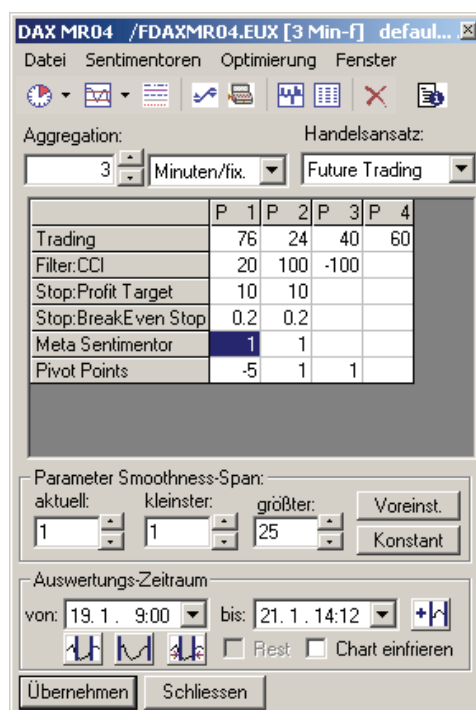 DAX MR04 /FDAXMR04.EUX [3 Min-f] defaul...
Datei Sentimentoren Optimierung Fenster
Aggregation: Handelsansatz:
3 Minuten/fix. Future Trading
P 1 P 2 P 3 P 4
Trading 76 24 40 60
Filter:CCI 20 100 -100
Stop:Profit Target 10 10
Stop:BreakEven Stop 0.2 0.2
Meta Sentimentor 1 1
Pivot Points -5 1 1
Parameter Smoothness-Span:
aktuell: kleinster: größter: Voreinst.
1 1 25 Konstant
Auswertungs-Zeitraum
von: 19. 1. 9:00 bis: 21. 1. 14:12
Rest Chart einfrieren
Übernehmen Schliessen